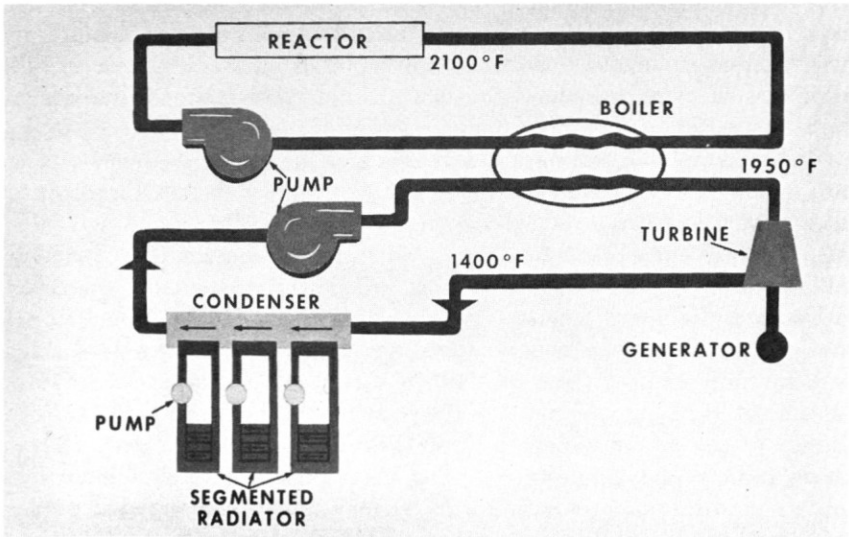 REACTOR
2100°F
BOILER
1950°F
PUMP
TURBINE
1400°F
CONDENSER
GENERATOR
PUMP
SEGMENTED
RADIATOR